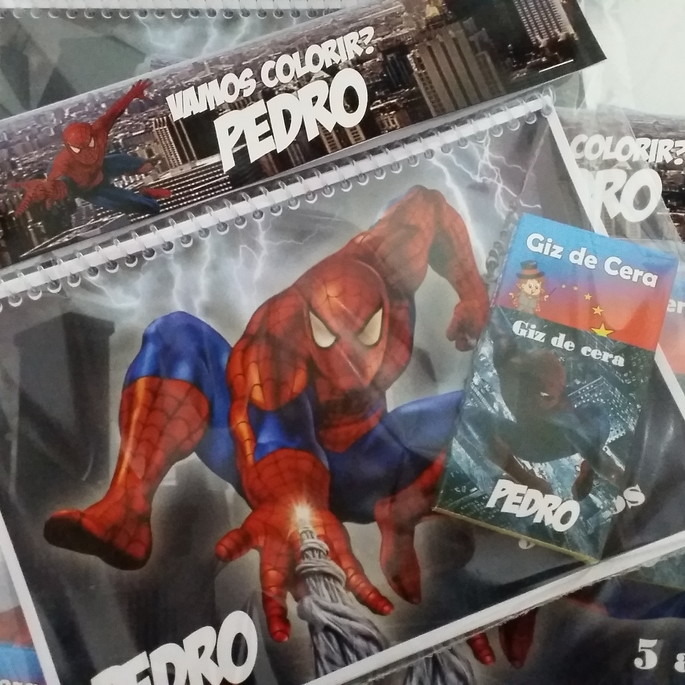 VAMOS COLORIR?
PEDRO
COLORIR?
Giz de Cera
Giz de cera
PEDRO
PEDRO
5